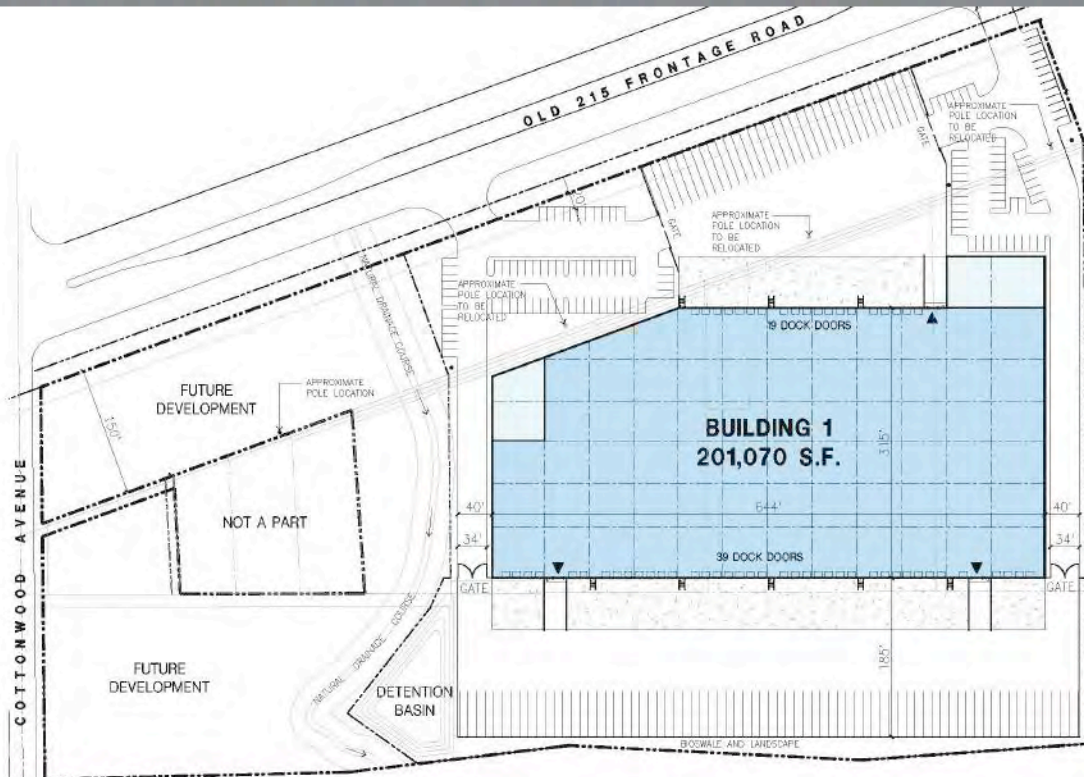 OLD 215 FRONTAGE ROAD
APPROXIMATE
POLE LOCATION
TO BE
RELOCATED
GATE
70'
GATE
APPROXIMATE
POLE LOCATION
TO BE
RELOCATED
NATURAL DRAINAGE COURSE
APPROXIMATE
POLE LOCATION
TO BE
RELOCATED
19 DOCK DOORS
FUTURE
DEVELOPMENT
APPROXIMATE
POLE LOCATION
150'
BUILDING 1
201,070 S.F.
315'
COTTONWOOD AVENUE
NOT A PART
40'
644'
40'
34'
39 DOCK DOORS
34'
GATE
GATE
NATURAL DRAINAGE COURSE
FUTURE
DEVELOPMENT
185'
DETENTION
BASIN
BIOSWALE AND LANDSCAPE